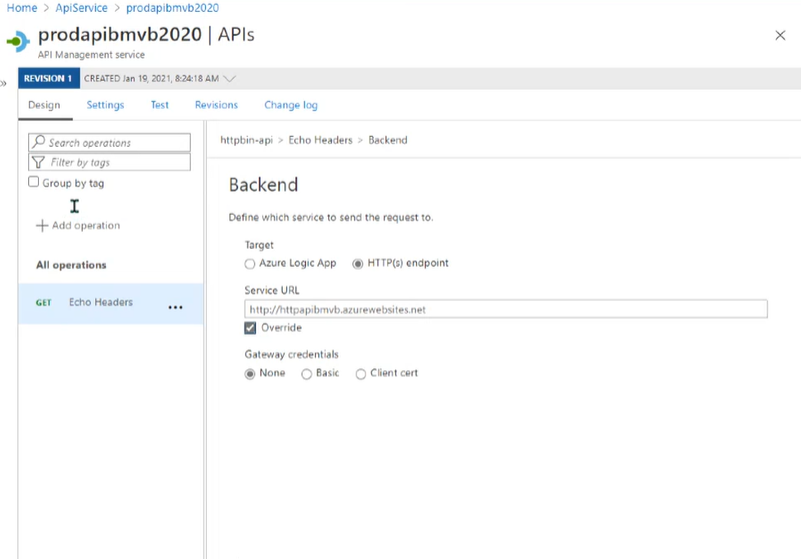 Home > ApiService > prodapibmvb2020
prodapibmvb2020 | APIs
API Management service
»
REVISION 1 CREATED Jan 19, 2021, 8:24:18 AM
Design Settings Test Revisions Change log
Search operations
Filter by tags
Group by tag
Add operation
All operations
GET Echo Headers ...
httpbin-api > Echo Headers > Backend
Backend
Define which service to send the request to.
Target
Azure Logic App HTTP(s) endpoint
Service URL
http://httpapibmvb.azurewebsites.net
Override
Gateway credentials
None Basic Client cert